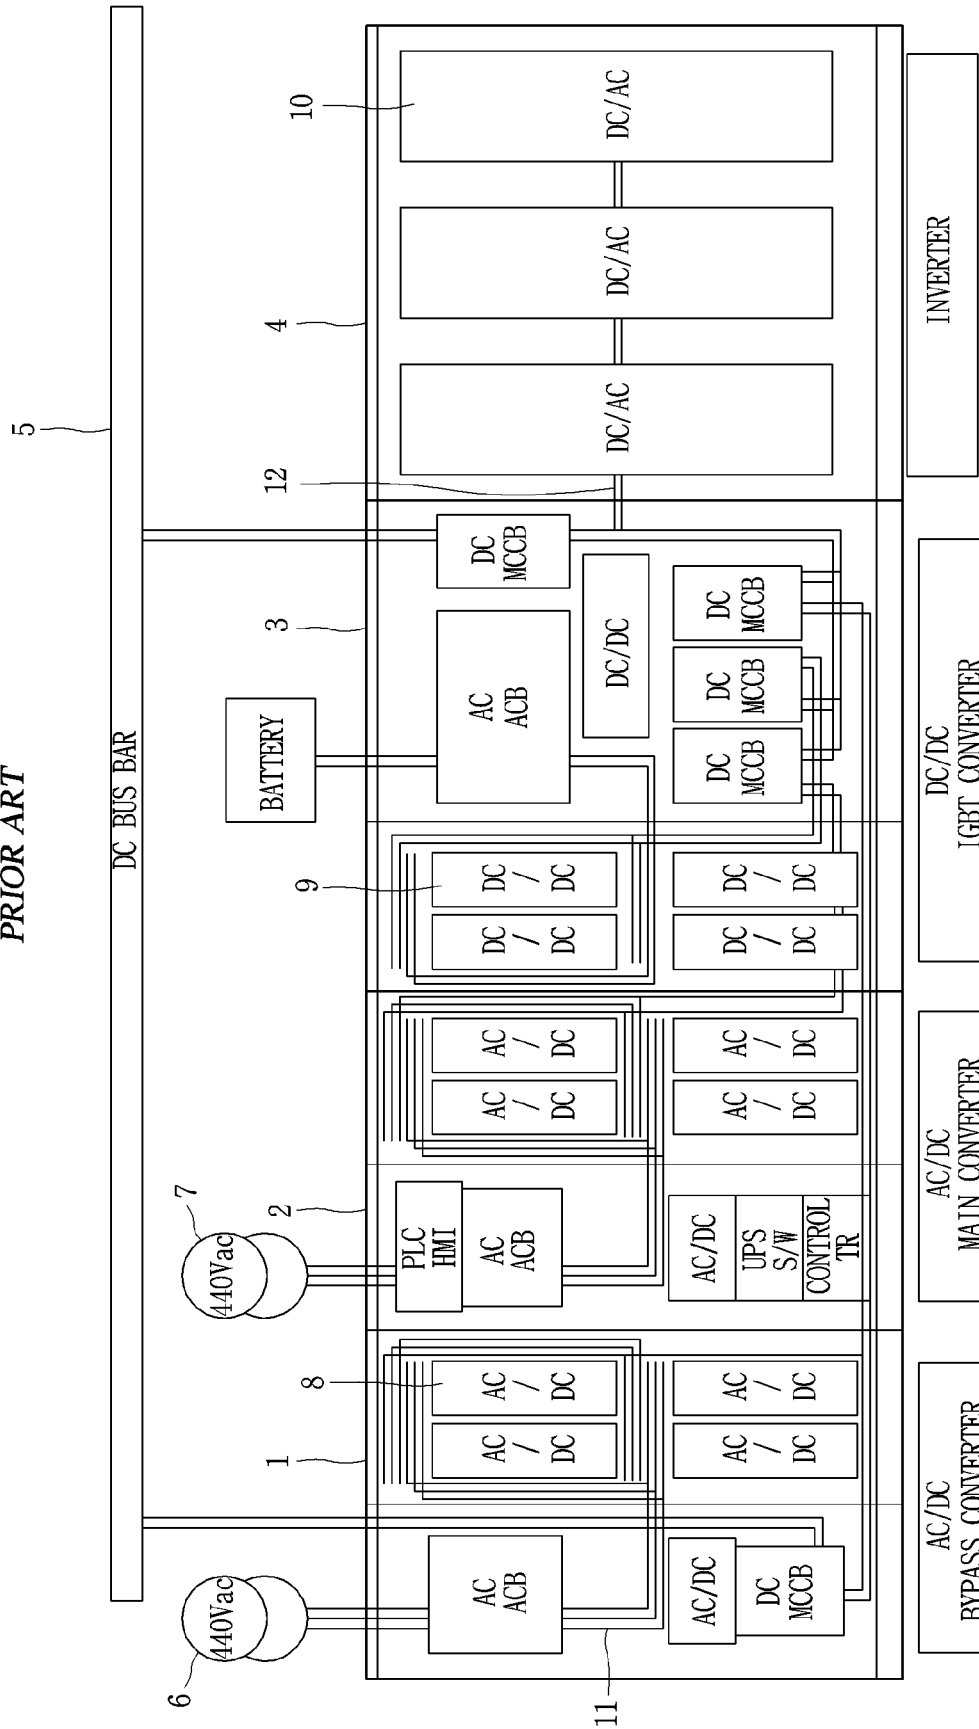 PRIOR ART
5
DC BUS BAR
6
440Vac
7
440Vac
BATTERY
1
8
2
9
3
12
4
10
AC
ACB
AC
/
DC
AC
/
DC
PLC
HMI
AC
ACB
AC
/
DC
AC
/
DC
DC
/
DC
DC
/
DC
AC
ACB
DC
MCCB
DC/DC
DC/AC
DC/AC
DC/AC
11
AC/DC
DC
MCCB
AC
/
DC
AC
/
DC
AC/DC
UPS
S/W
CONTROL
TR
AC
/
DC
AC
/
DC
DC
/
DC
DC
/
DC
DC
MCCB
DC
MCCB
DC
MCCB
AC/DC
BYPASS CONVERTER
AC/DC
MAIN CONVERTER
DC/DC
IGBT CONVERTER
INVERTER